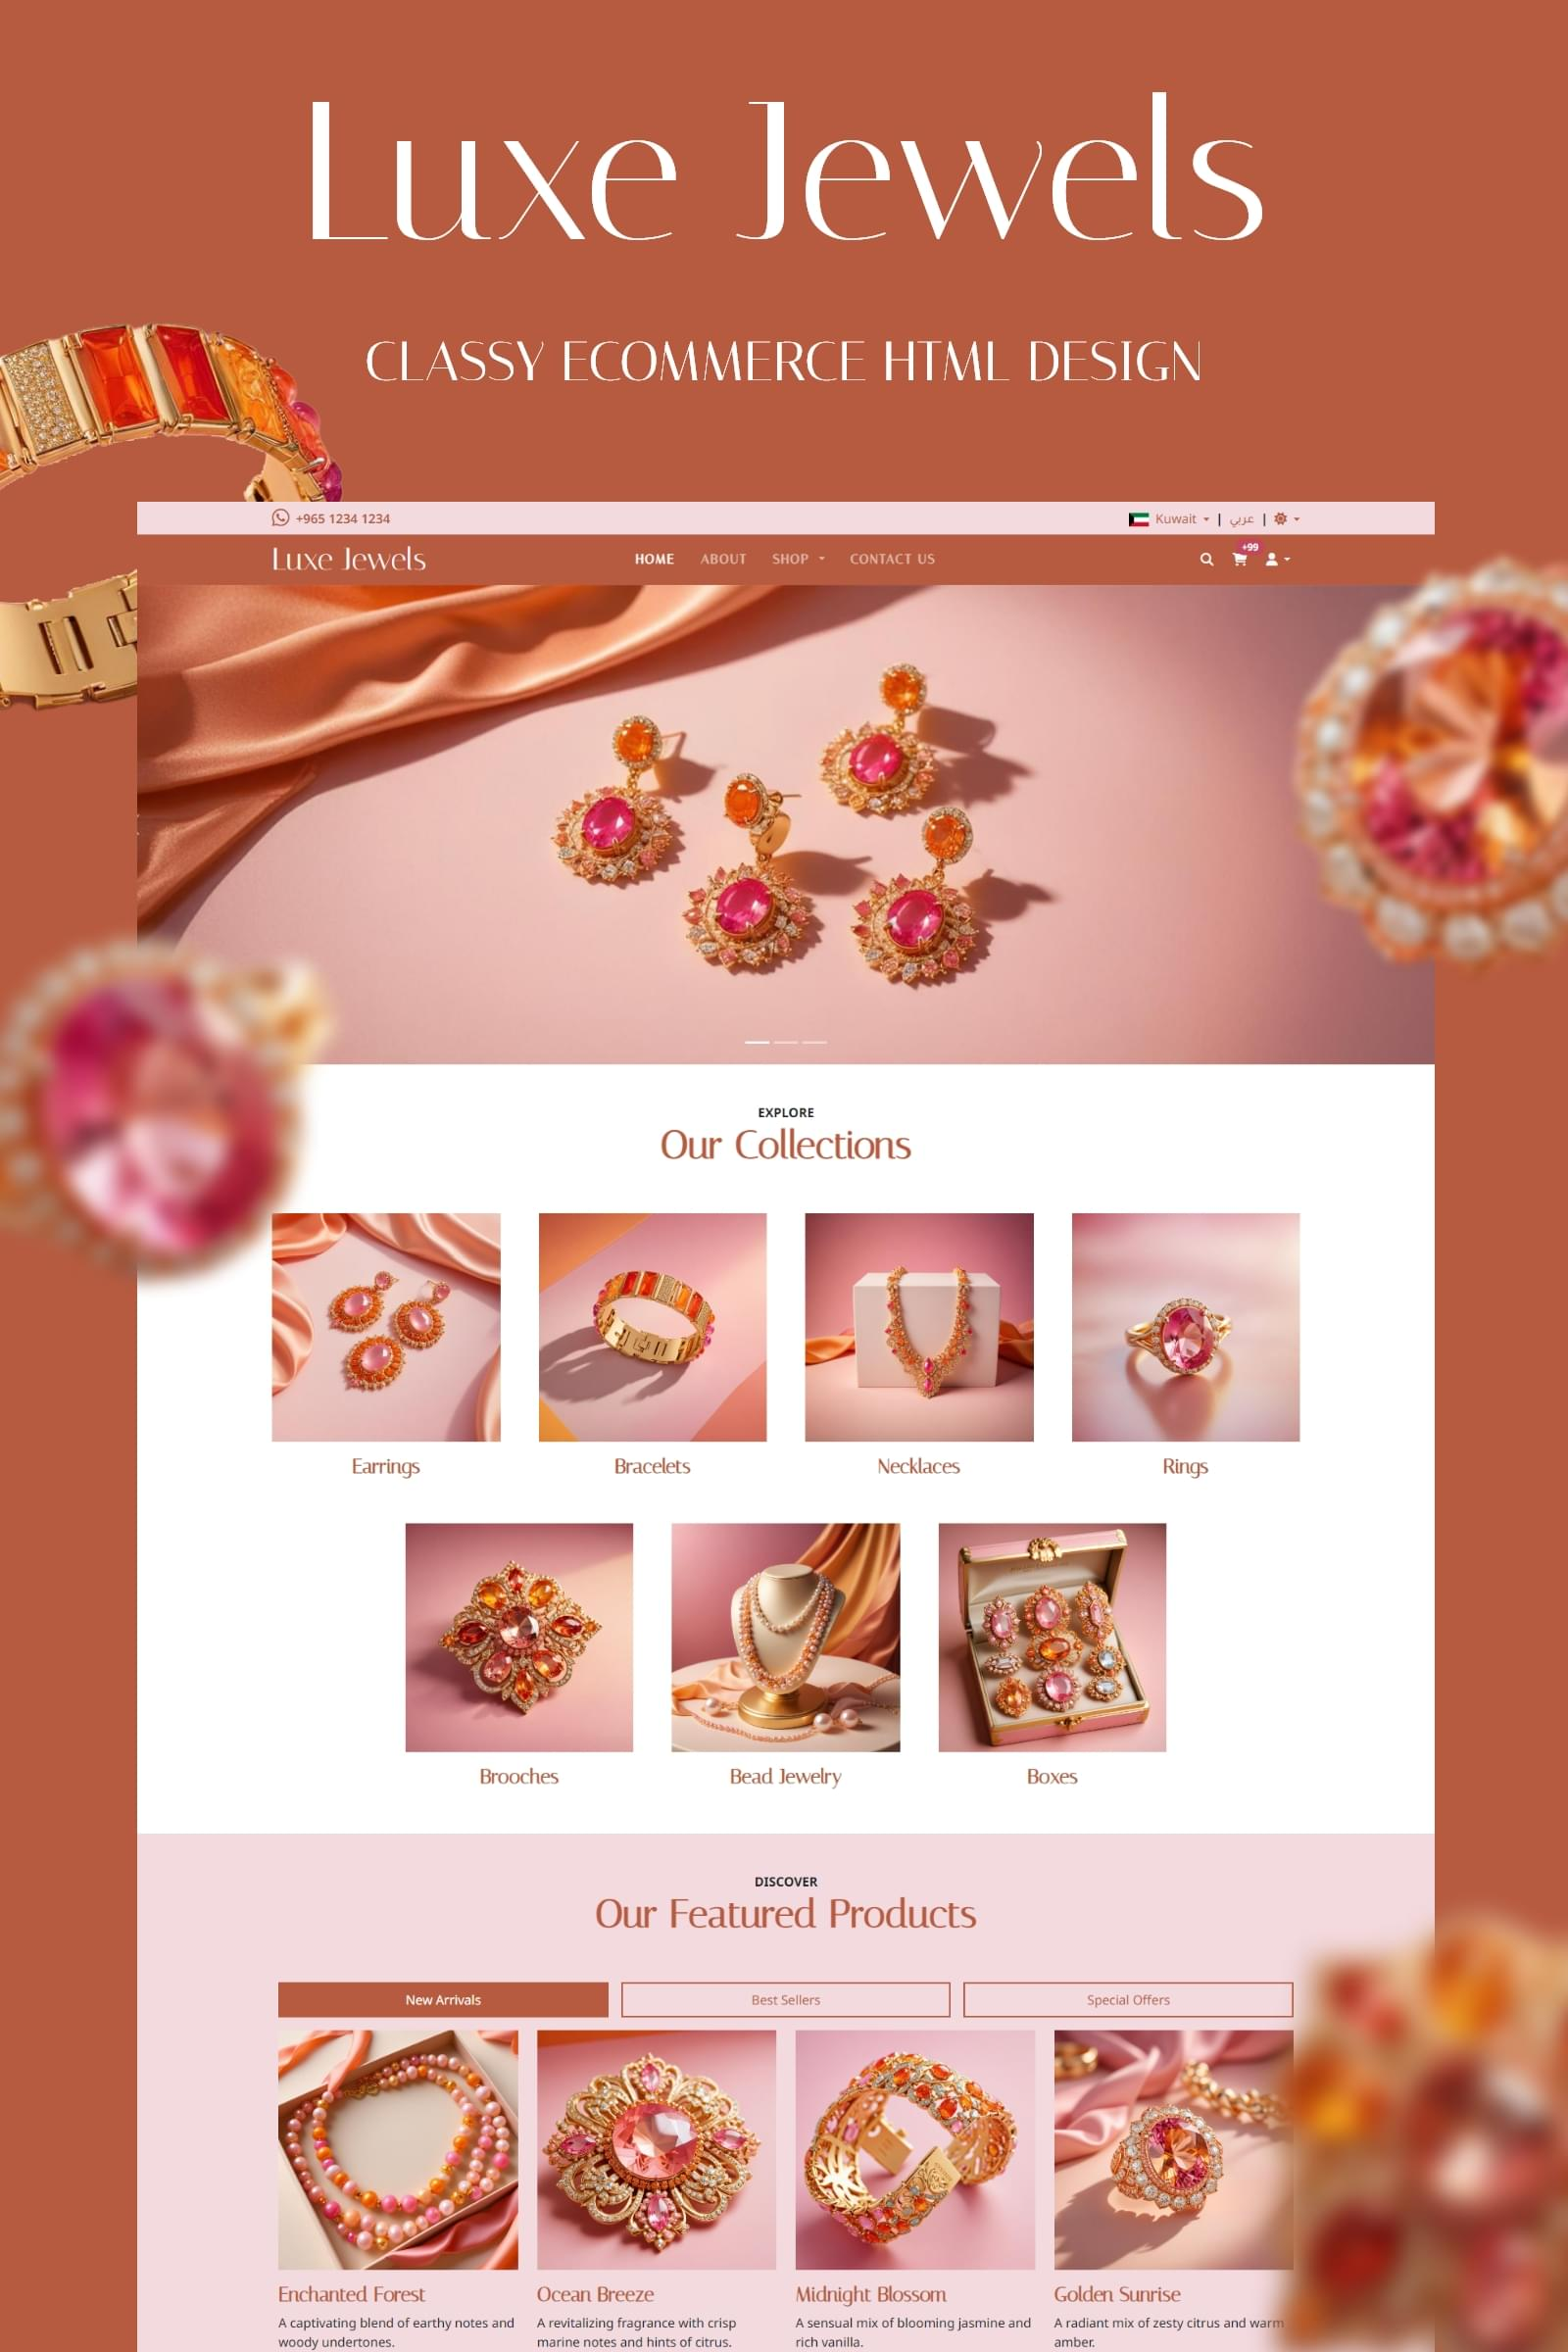 Luxe Jewels
CLASSY ECOMMERCE HTML DESIGN
+965 1234 1234
Kuwait | عربي |
Luxe Jewels
HOME ABOUT SHOP CONTACT US
+99
EXPLORE
Our Collections
Earrings Bracelets Necklaces Rings
Brooches Bead Jewelry Boxes
DISCOVER
Our Featured Products
New Arrivals Best Sellers Special Offers
Enchanted Forest
A captivating blend of earthy notes and
woody undertones.
Ocean Breeze
A revitalizing fragrance with crisp
marine notes and hints of citrus.
Midnight Blossom
A sensual mix of blooming jasmine and
rich vanilla.
Golden Sunrise
A radiant mix of zesty citrus and warm
amber.